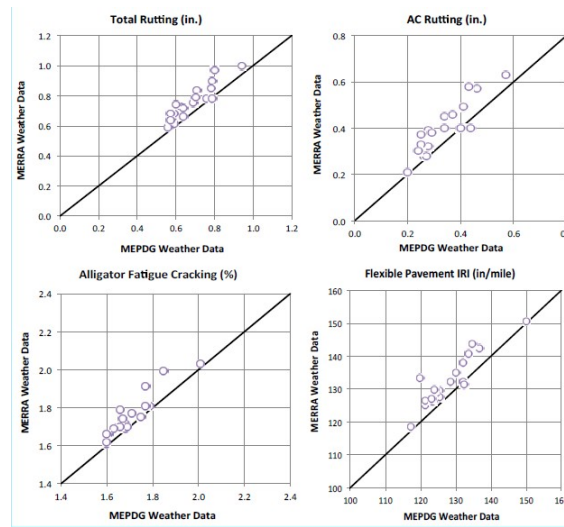 Total Rutting (in.)
MERRA Weather Data
1.2
1.0
0.8
0.6
0.4
0.2
0.0
0.0 0.2 0.4 0.6 0.8 1.0 1.2
MEPDG Weather Data
AC Rutting (in.)
MERRA Weather Data
0.8
0.6
0.4
0.2
0.0
0.0 0.2 0.4 0.6 0.8
MEPDG Weather Data
Alligator Fatigue Cracking (%)
MERRA Weather Data
2.4
2.2
2.0
1.8
1.6
1.4
1.4 1.6 1.8 2.0 2.2 2.4
MEPDG Weather Data
Flexible Pavement IRI (in/mile)
MERRA Weather Data
160
150
140
130
120
110
100
100 110 120 130 140 150 160
MEPDG Weather Data